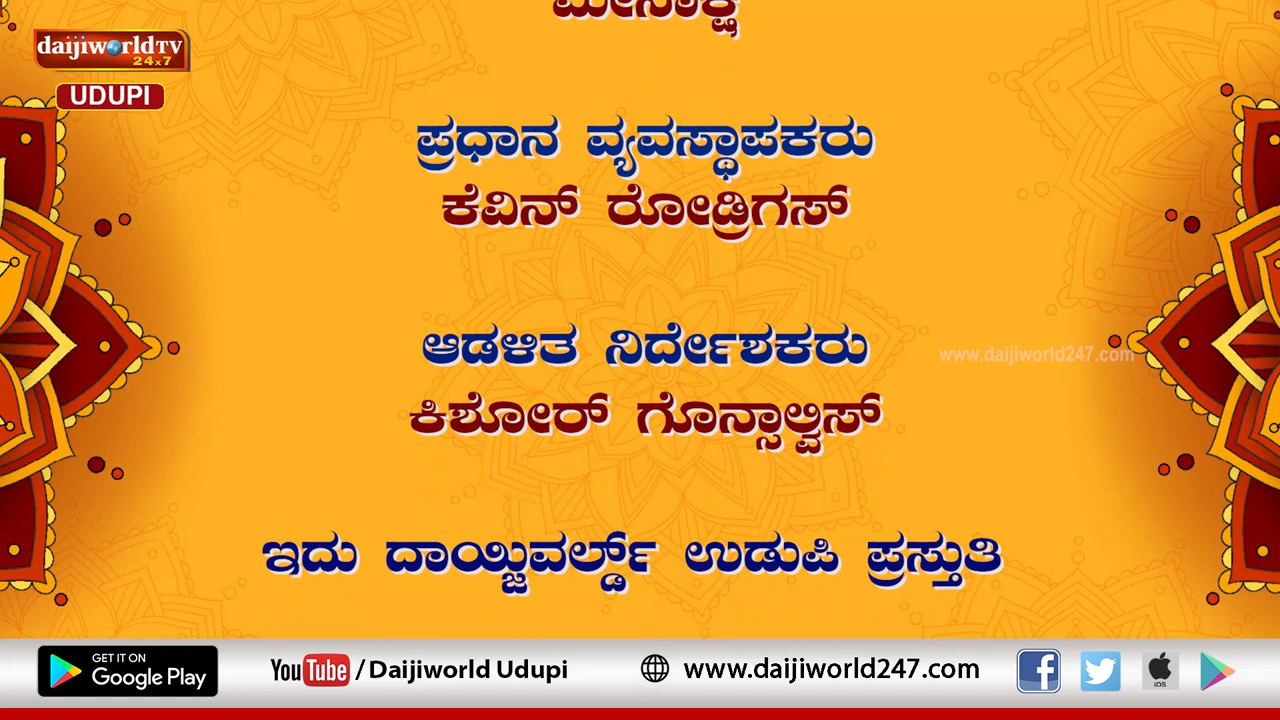 ಮೀನಾಕ್ಷಿ
daijiworldTV
24x7
UDUPI
ಪ್ರಧಾನ ವ್ಯವಸ್ಥಾಪಕರು
ಕೆವಿನ್ ರೋಡ್ರಿಗಸ್
ಆಡಳಿತ ನಿರ್ದೇಶಕರು
www.daijiworld247.com
ಕಿಶೋರ್ ಗೊನ್ಸಾಲ್ವಿಸ್
ಇದು ದಾಯ್ಜಿವರ್ಲ್ಡ್ ಉಡುಪಿ ಪ್ರಸ್ತುತಿ
GET IT ON
Google Play
YouTube / Daijiworld Udupi
www.daijiworld247.com
iOS